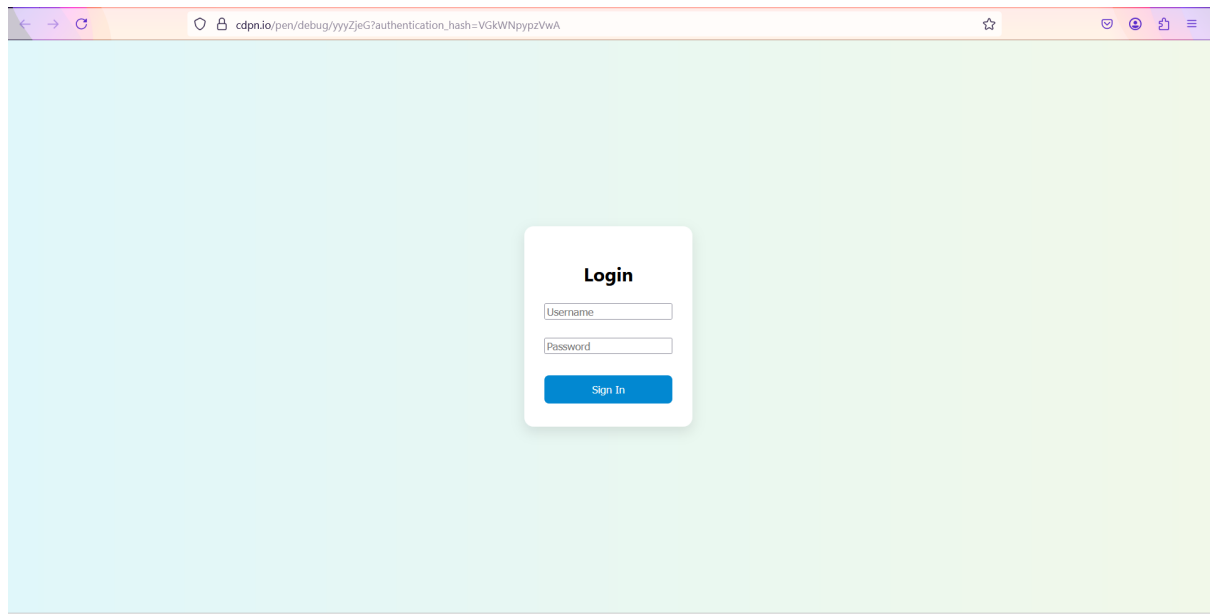 cdpn.io/pen/debug/yyyZjeG?authentication_hash=VGkWNpypzVwA
Login
Username
Password
Sign In